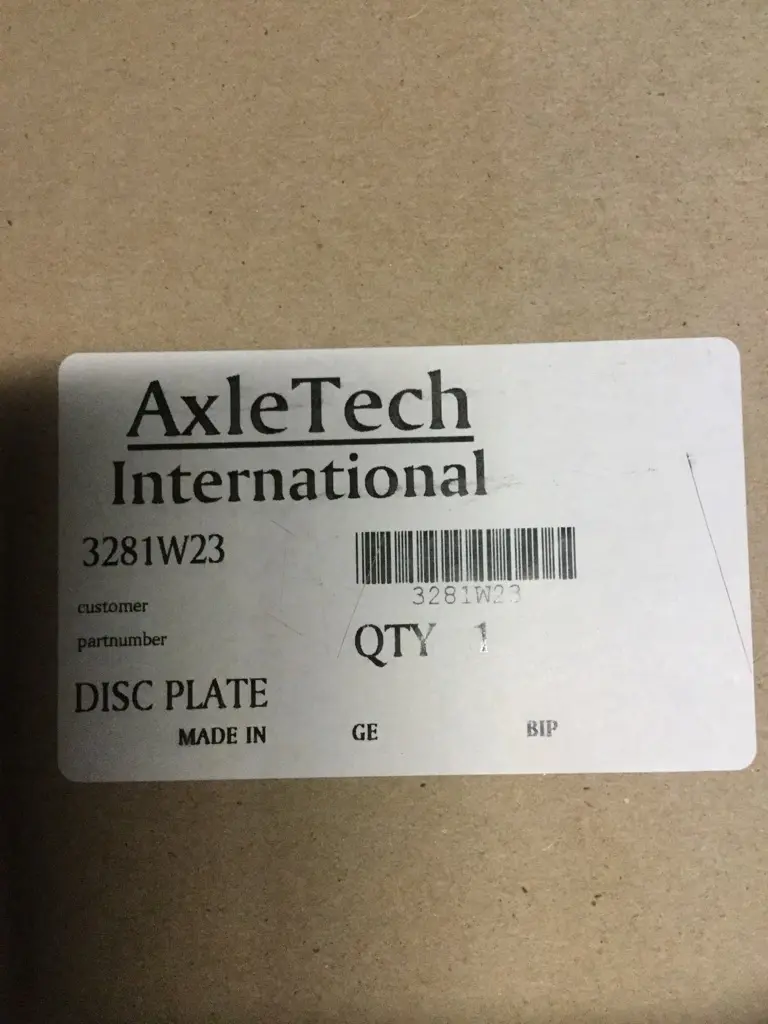 AxleTech
International
3281W23
3281W23
customer
partnumber
QTY 1
DISC PLATE
MADE IN GE BIP